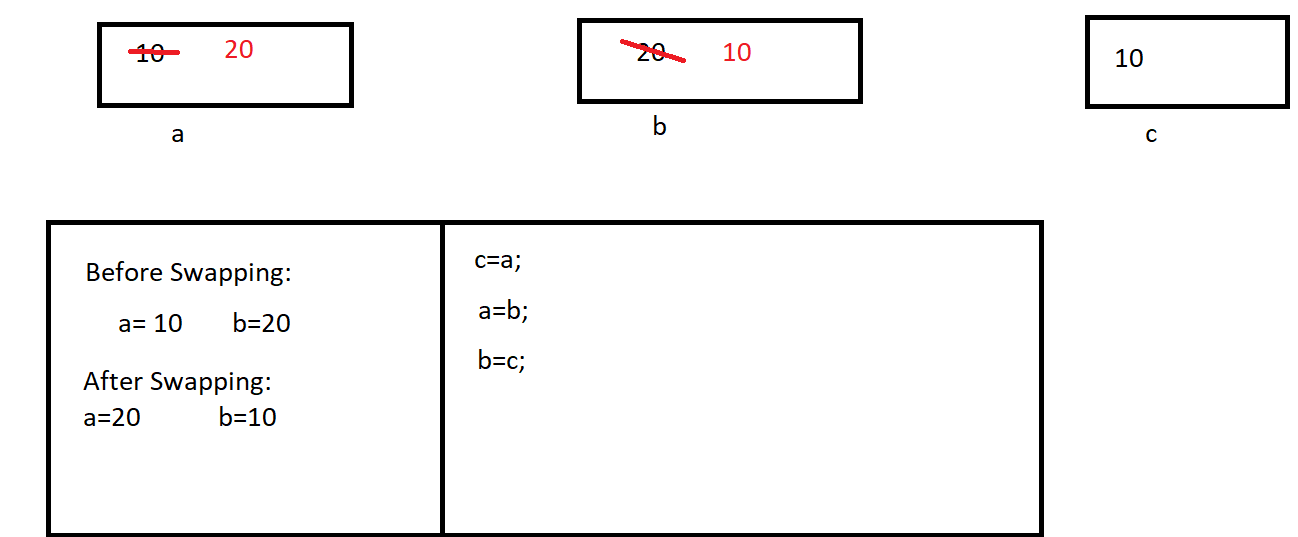 10 20
20 10
10
a
b
c
Before Swapping:
a= 10 b=20
After Swapping:
a=20 b=10
c=a;
a=b;
b=c;